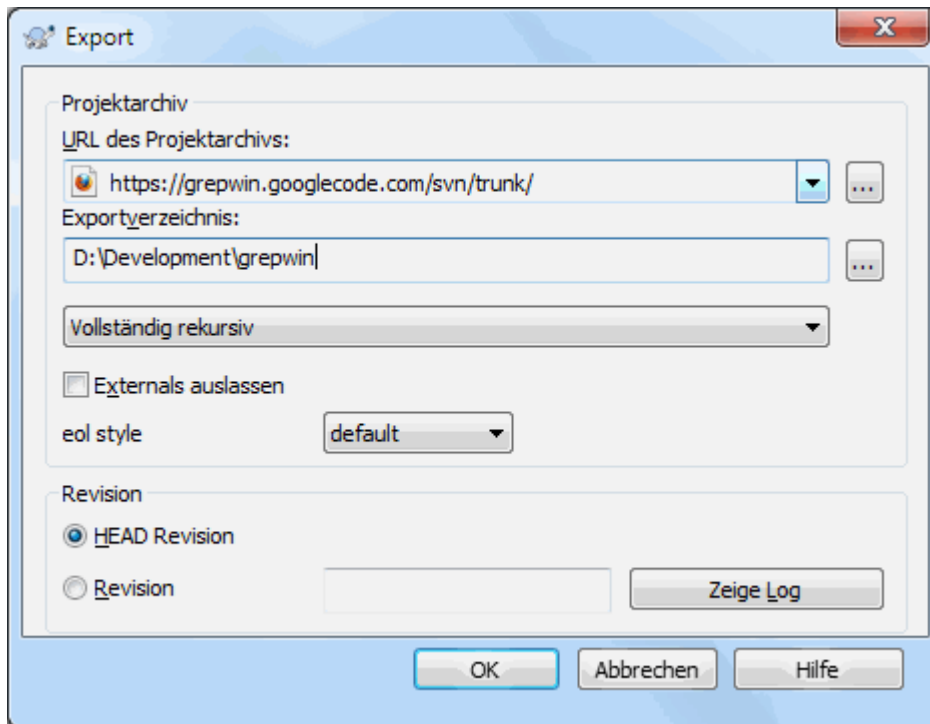 Export
Projektarchiv
URL des Projektarchivs:
https://grepwin.googlecode.com/svn/trunk/
...
Exportverzeichnis:
D:\Development\grepwin
...
Vollständig rekursiv
Externals auslassen
eol style default
Revision
HEAD Revision
Revision Zeige Log
OK Abbrechen Hilfe